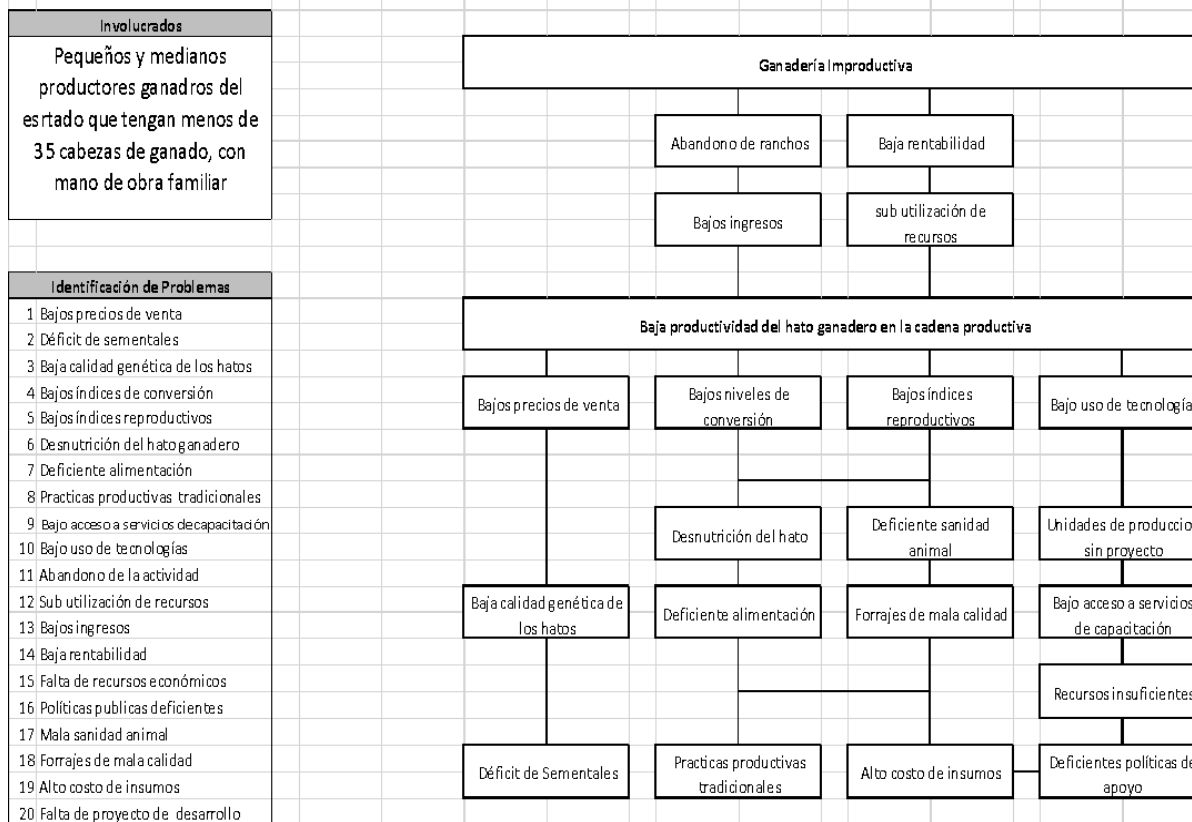 Involucrados
Pequeños y medianos
productores ganadros del
esrtado que tengan menos de
35 cabezas de ganado, con
mano de obra familiar
Identificación de Problemas
1 Bajos precios de venta
2 Déficit de sementales
3 Baja calidad genética de los hatos
4 Bajos índices de conversión
5 Bajos índices reproductivos
6 Desnutrición del hato ganadero
7 Deficiente alimentación
8 Practicas productivas tradicionales
9 Bajo acceso a servicios de capacitación
10 Bajo uso de tecnologías
11 Abandono de la actividad
12 Sub utilización de recursos
13 Bajos ingresos
14 Baja rentabilidad
15 Falta de recursos económicos
16 Políticas publicas deficientes
17 Mala sanidad animal
18 Forrajes de mala calidad
19 Alto costo de insumos
20 Falta de proyecto de desarrollo
Ganadería Improductiva
Abandono de ranchos
Baja rentabilidad
Bajos ingresos
sub utilización de
recursos
Baja productividad del hato ganadero en la cadena productiva
Bajos precios de venta
Bajos niveles de
conversión
Bajos índices
reproductivos
Bajo uso de tecnología
Desnutrición del hato
Deficiente sanidad
animal
Unidades de produccio
sin proyecto
Baja calidad genética de
los hatos
Deficiente alimentación
Forrajes de mala calidad
Bajo acceso a servicios
de capacitación
Recursos insuficientes
Déficit de Sementales
Practicas productivas
tradicionales
Alto costo de insumos
Deficientes políticas de
apoyo